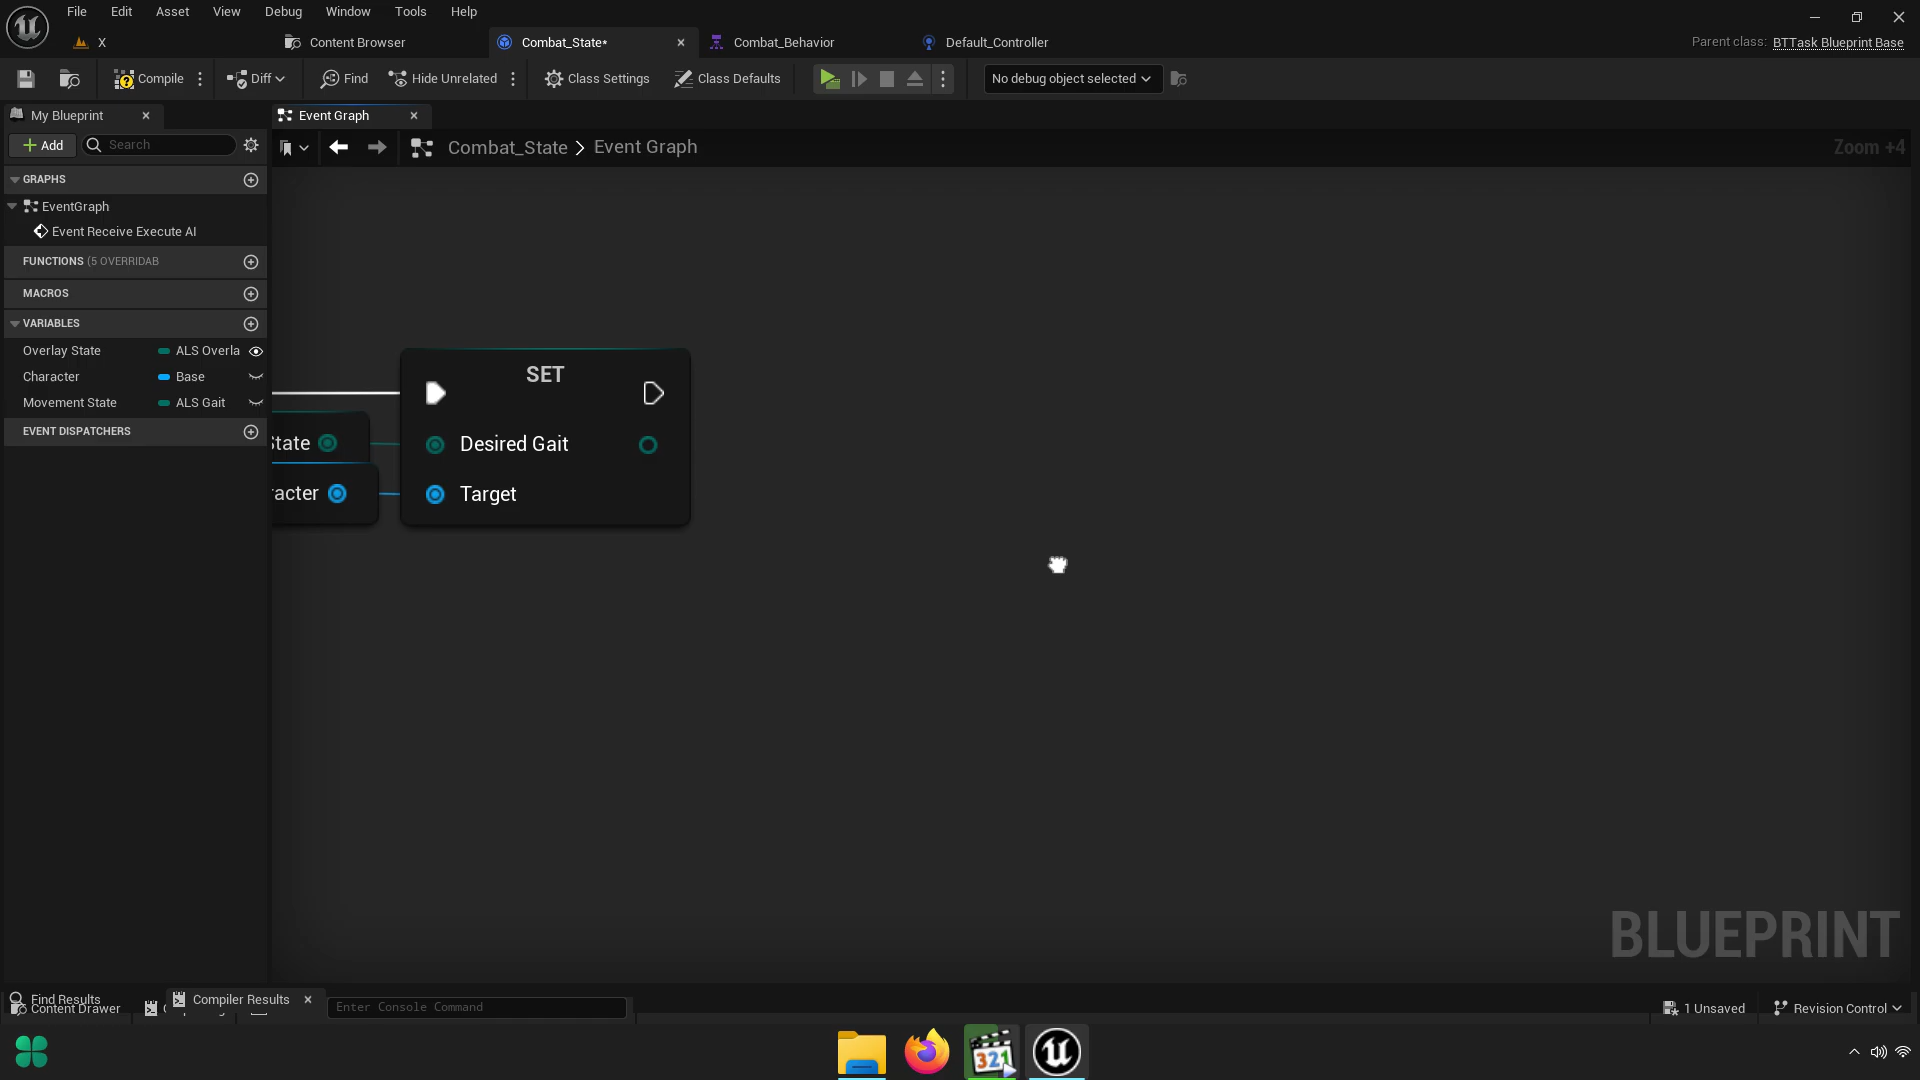 File Edit Asset View Debug Window Tools Help
X Content Browser Combat_State* Combat_Behavior Default_Controller Parent class: BTTask Blueprint Base
Compile Diff Find Hide Unrelated Class Settings Class Defaults No debug object selected
My Blueprint Event Graph
Add Search Combat_State > Event Graph Zoom +4
GRAPHS
EventGraph
Event Receive Execute AI
FUNCTIONS (5 OVERRIDAB
MACROS
VARIABLES
Overlay State ALS Overla
Character Base
Movement State ALS Gait
EVENT DISPATCHERS
SET
State Desired Gait
racter Target
BLUEPRINT
Find Results Compiler Results
Content Drawer Enter Console Command 1 Unsaved Revision Control
321